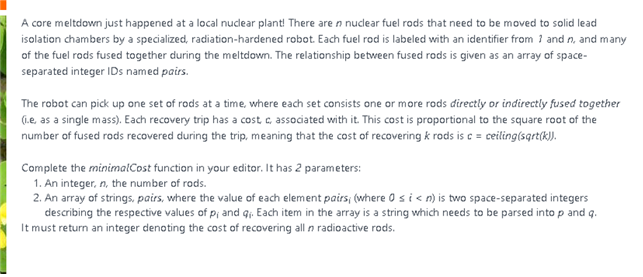 A core meltdown just happened at a local nuclear plant! There are n nuclear fuel rods that need to be moved to solid lead
isolation chambers by a specialized, radiation-hardened robot. Each fuel rod is labeled with an identifier from 1 and n, and many
of the fuel rods fused together during the meltdown. The relationship between fused rods is given as an array of space-
separated integer IDs named pairs.
The robot can pick up one set of rods at a time, where each set consists one or more rods directly or indirectly fused together
(i.e, as a single mass). Each recovery trip has a cost, c, associated with it. This cost is proportional to the square root of the
number of fused rods recovered during the trip, meaning that the cost of recovering k rods is c = ceiling(sqrt(k)).
Complete the minimalCost function in your editor. It has 2 parameters:
1. An integer, n, the number of rods.
2. An array of strings, pairs, where the value of each element pairsᵢ (where 0 ≤ i < n) is two space-separated integers
describing the respective values of pᵢ and qᵢ. Each item in the array is a string which needs to be parsed into p and q.
It must return an integer denoting the cost of recovering all n radioactive rods.